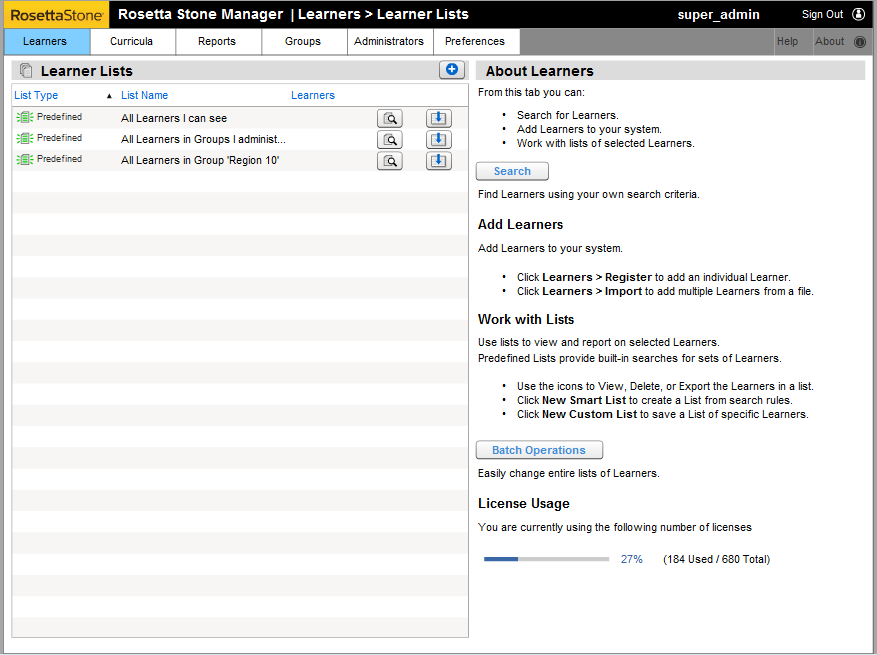 RosettaStone Rosetta Stone Manager | Learners > Learner Lists super_admin Sign Out
Learners Curricula Reports Groups Administrators Preferences Help About
Learner Lists
List Type List Name Learners
Predefined All Learners I can see
Predefined All Learners in Groups I administ...
Predefined All Learners in Group 'Region 10'
About Learners
From this tab you can:
• Search for Learners.
• Add Learners to your system.
• Work with lists of selected Learners.
Search
Find Learners using your own search criteria.
Add Learners
Add Learners to your system.
• Click Learners > Register to add an individual Learner.
• Click Learners > Import to add multiple Learners from a file.
Work with Lists
Use lists to view and report on selected Learners.
Predefined Lists provide built-in searches for sets of Learners.
• Use the icons to View, Delete, or Export the Learners in a list.
• Click New Smart List to create a List from search rules.
• Click New Custom List to save a List of specific Learners.
Batch Operations
Easily change entire lists of Learners.
License Usage
You are currently using the following number of licenses
27% (184 Used / 680 Total)